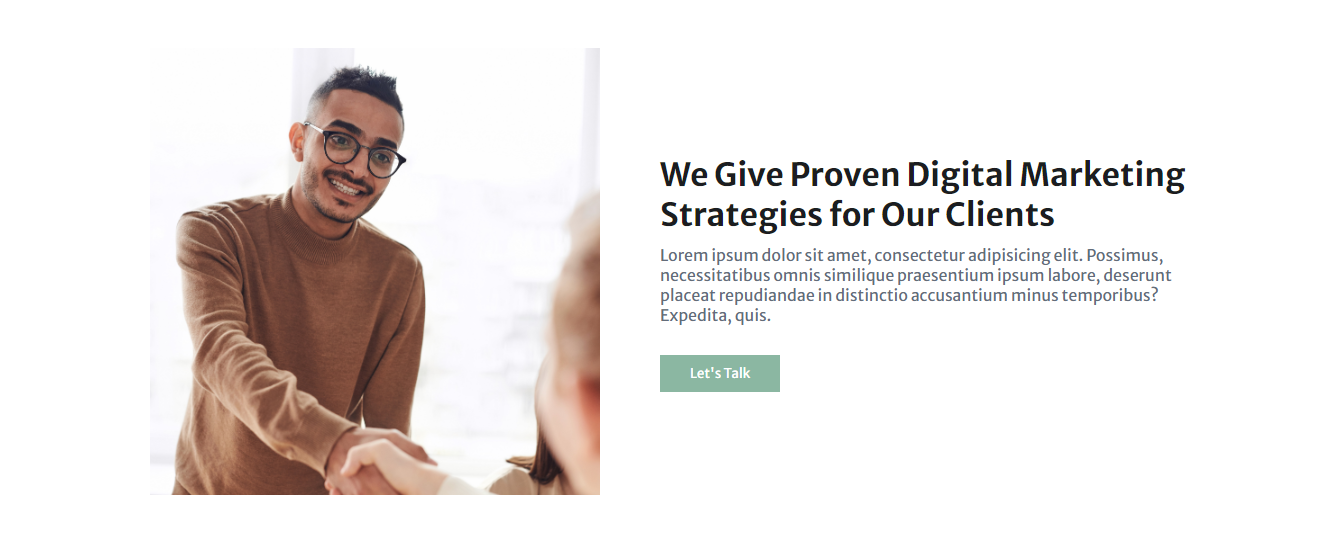 We Give Proven Digital Marketing
Strategies for Our Clients
Lorem ipsum dolor sit amet, consectetur adipisicing elit. Possimus,
necessitatibus omnis similique praesentium ipsum labore, deserunt
placeat repudiandae in distinctio accusantium minus temporibus?
Expedita, quis.
Let's Talk